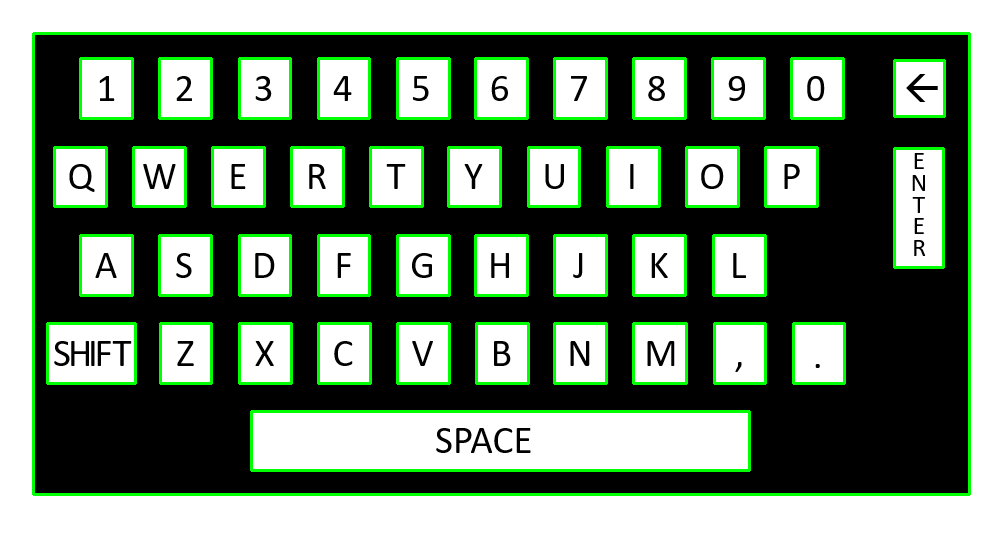 1 2 3 4 5 6 7 8 9 0 ←
Q W E R T Y U I O P
ENTER
A S D F G H J K L
SHIFT Z X C V B N M , .
SPACE